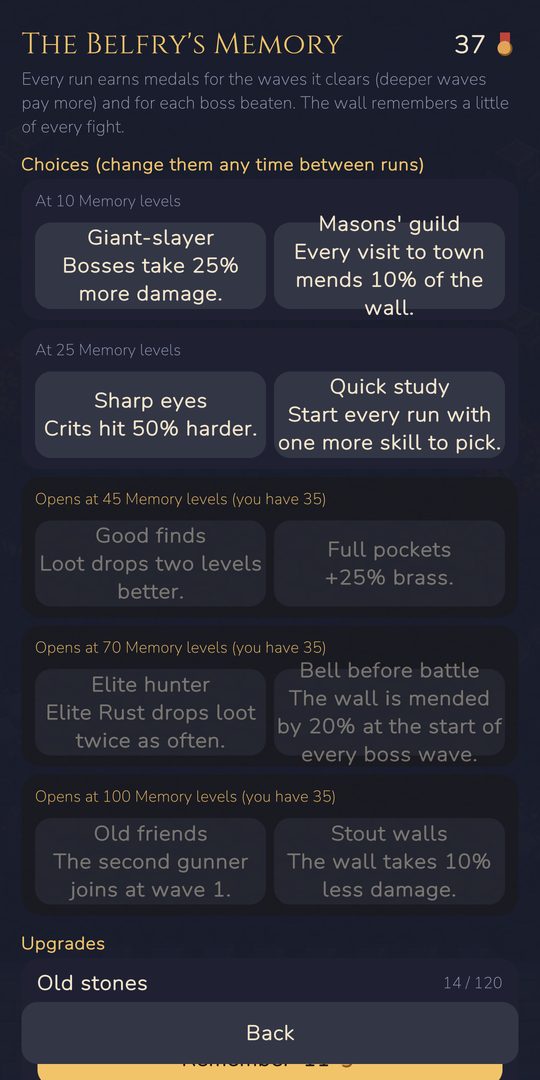 The Belfry's Memory 37
Every run earns medals for the waves it clears (deeper waves
pay more) and for each boss beaten. The wall remembers a little
of every fight.
Choices (change them any time between runs)
At 10 Memory levels
Giant-slayer
Bosses take 25%
more damage.
Masons' guild
Every visit to town
mends 10% of the
wall.
At 25 Memory levels
Sharp eyes
Crits hit 50% harder.
Quick study
Start every run with
one more skill to pick.
Opens at 45 Memory levels (you have 35)
Good finds
Loot drops two levels
better.
Full pockets
+25% brass.
Opens at 70 Memory levels (you have 35)
Elite hunter
Elite Rust drops loot
twice as often.
Bell before battle
The wall is mended
by 20% at the start of
every boss wave.
Opens at 100 Memory levels (you have 35)
Old friends
The second gunner
joins at wave 1.
Stout walls
The wall takes 10%
less damage.
Upgrades
Old stones 14 / 120
Back